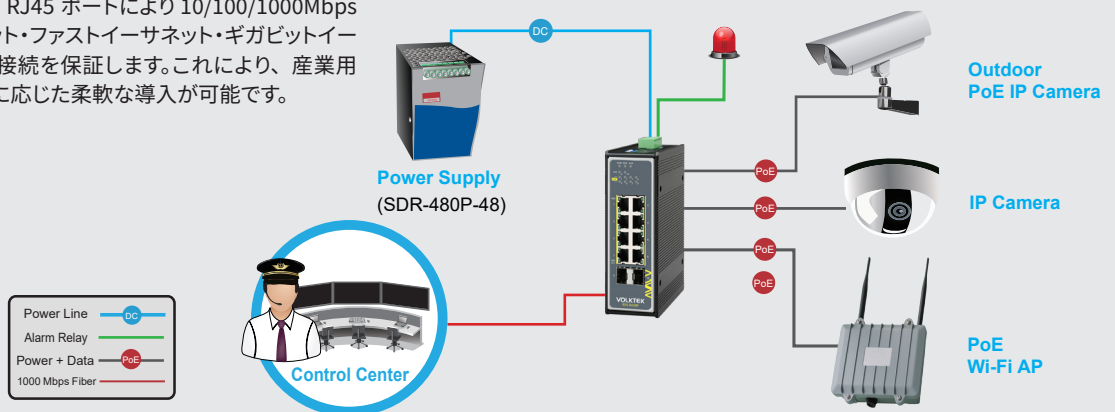 RJ45 ポートにより 10/100/1000Mbps
ット・ファストイーサネット・ギガビットイー
接続を保証します。これにより、産業用
に応じた柔軟な導入が可能です。
DC
Outdoor
PoE IP Camera
Power Supply
(SDR-480P-48)
PoE
PoE
IP Camera
PoE
PoE
VOLKTEK
Power Line DC
Alarm Relay
Power + Data PoE
1000 Mbps Fiber
Control Center
PoE
Wi-Fi AP